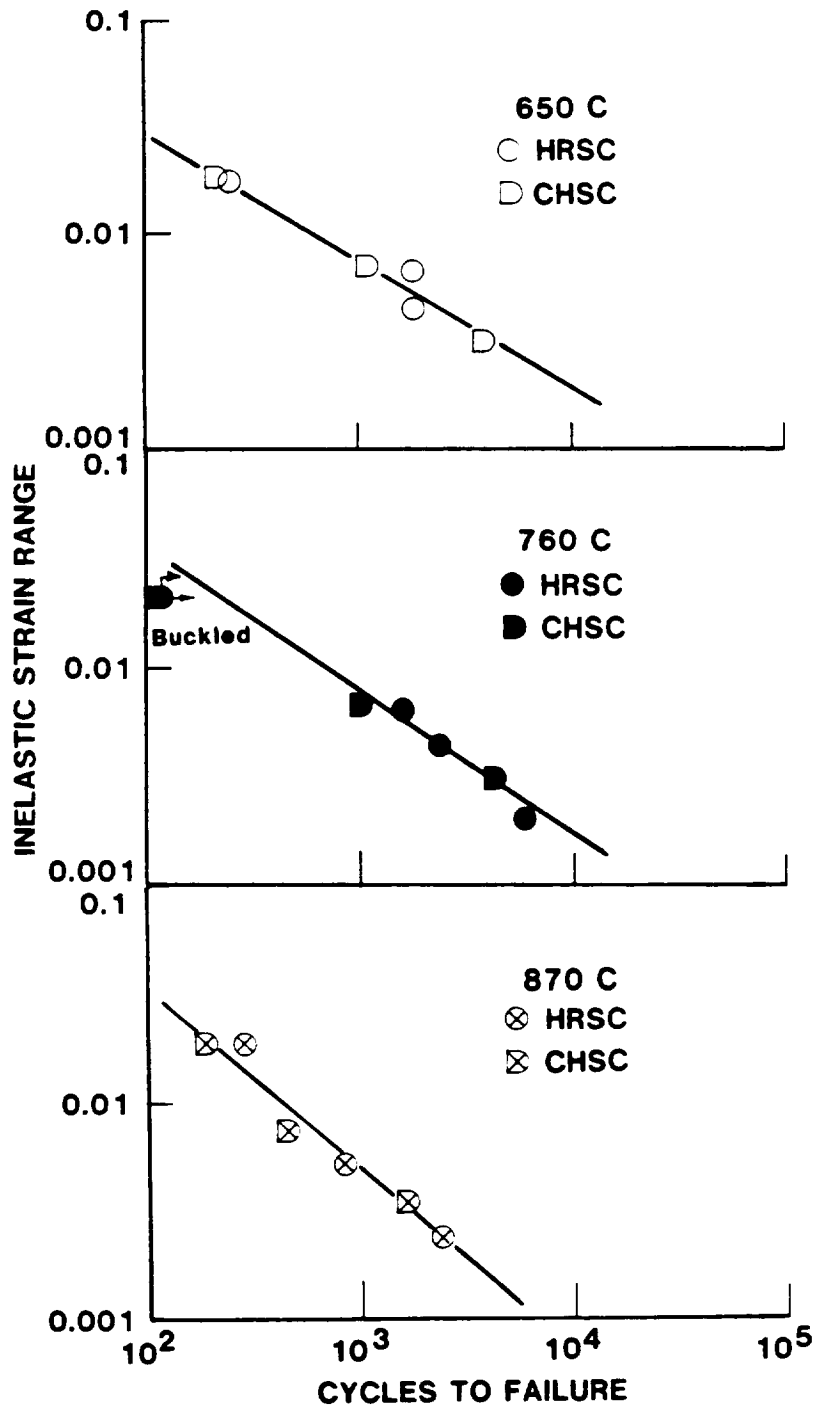 0.1
650 C
HRSC
CHSC
0.01
0.001
0.1
760 C
HRSC
CHSC
Buckled
0.01
0.001
0.1
870 C
HRSC
CHSC
0.01
0.001
10² 10³ 10⁴ 10⁵
CYCLES TO FAILURE
INELASTIC STRAIN RANGE